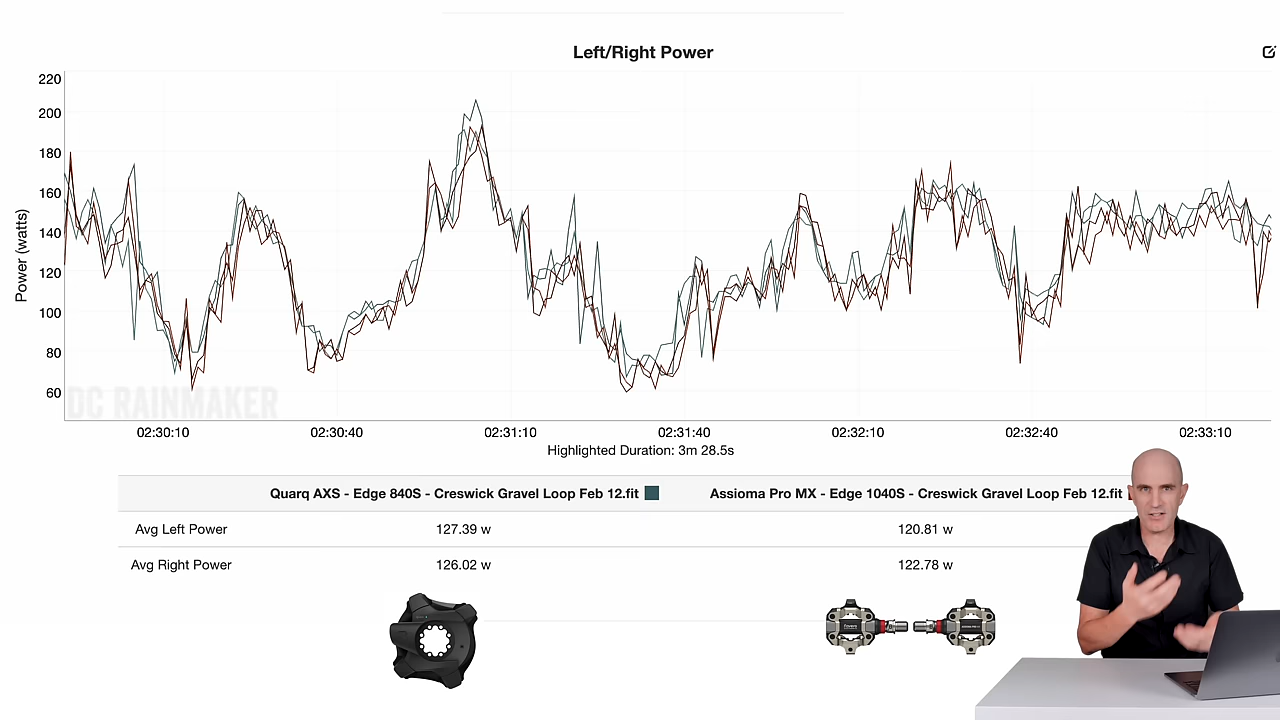 Left/Right Power
Power (watts)
220
200
180
160
140
120
100
80
60
DC RAINMAKER
02:30:10 02:30:40 02:31:10 02:31:40 02:32:10 02:32:40 02:33:10
Highlighted Duration: 3m 28.5s
Quarq AXS - Edge 840S - Creswick Gravel Loop Feb 12.fit Assioma Pro MX - Edge 1040S - Creswick Gravel Loop Feb 12.fit
Avg Left Power 127.39 w 120.81 w
Avg Right Power 126.02 w 122.78 w